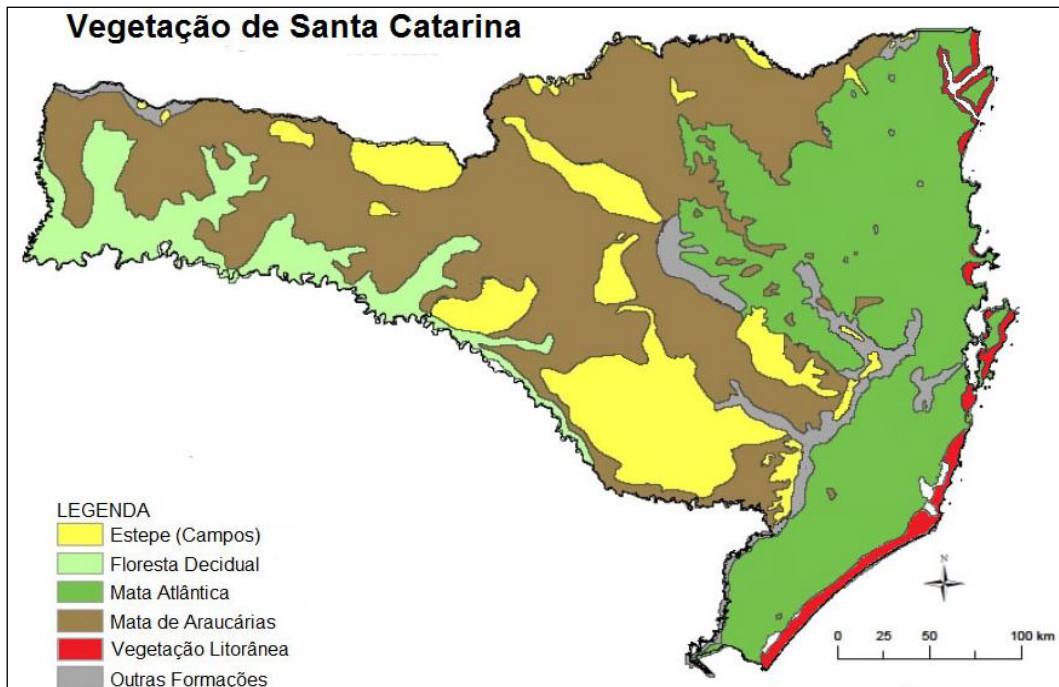 Vegetação de Santa Catarina
LEGENDA
Estepe (Campos)
Floresta Decidual
Mata Atlântica
Mata de Araucárias
Vegetação Litorânea
Outras Formações
N
0 25 50 100 km